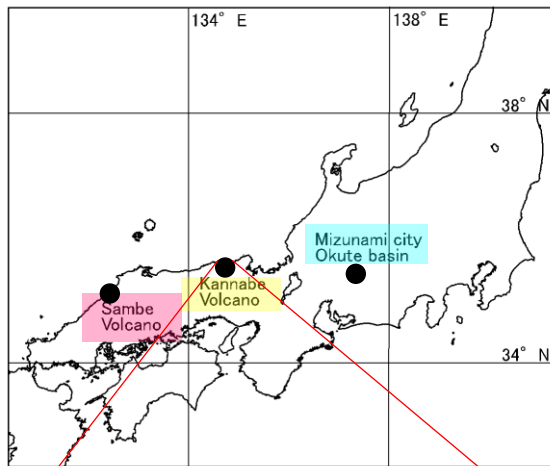 134° E
138° E
38° N
Mizunami city
Okute basin
Kannabe
Volcano
Sambe
Volcano
34° N